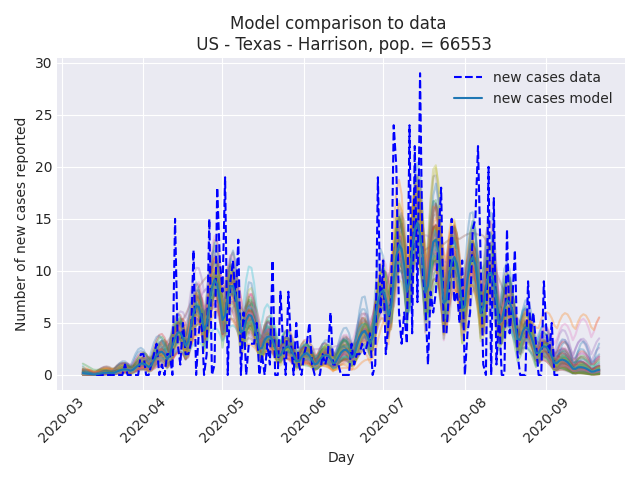 Model comparison to data
US - Texas - Harrison, pop. = 66553
new cases data
new cases model
Number of new cases reported
30
25
20
15
10
5
0
2020-03
2020-04
2020-05
2020-06
2020-07
2020-08
2020-09
Day